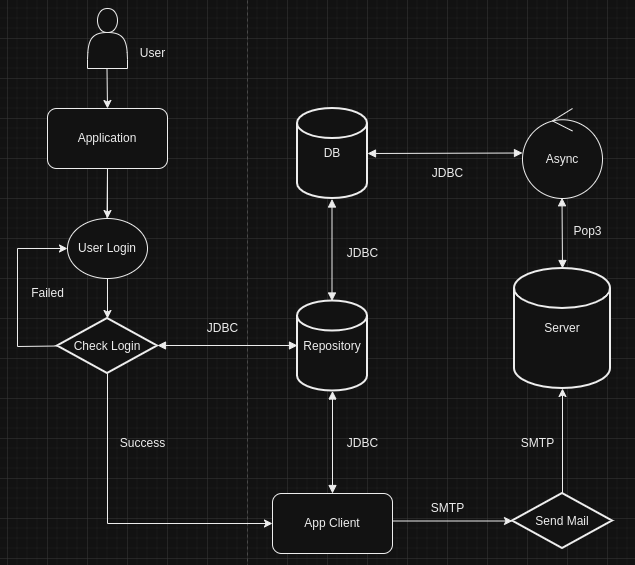 User
Application
DB
Async
JDBC
Pop3
User Login
JDBC
Failed
JDBC
Server
Check Login
Repository
Success
JDBC
SMTP
SMTP
App Client
Send Mail